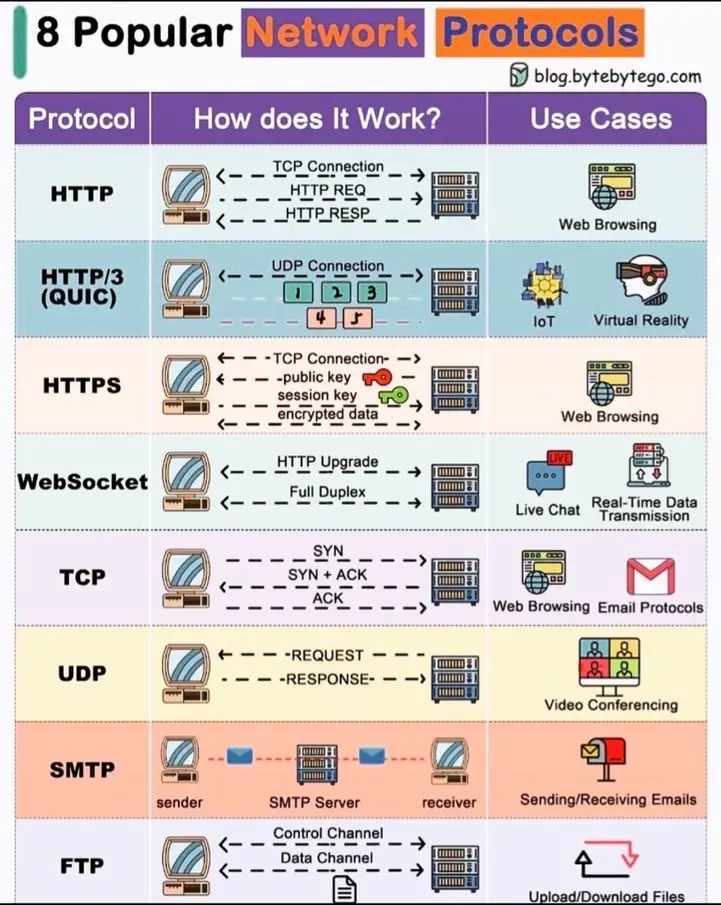 8 Popular Network Protocols
blog.bytebytego.com
Protocol
How does It Work?
Use Cases
HTTP
TCP Connection
HTTP REQ
HTTP RESP
Web Browsing
HTTP/3
(QUIC)
UDP Connection
1 2 3
4 5
IoT
Virtual Reality
HTTPS
TCP Connection
public key
session key
encrypted data
Web Browsing
WebSocket
HTTP Upgrade
Full Duplex
LIVE
Live Chat
Real-Time Data
Transmission
TCP
SYN
SYN + ACK
ACK
Web Browsing
Email Protocols
UDP
REQUEST
RESPONSE
Video Conferencing
SMTP
sender
SMTP Server
receiver
Sending/Receiving Emails
FTP
Control Channel
Data Channel
Upload/Download Files